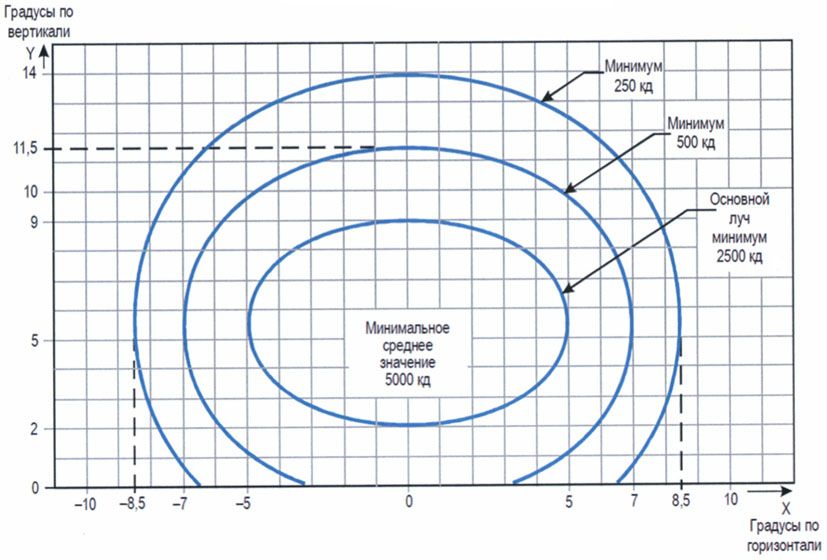 Градусы по
вертикали
Y
14
Минимум
250 кд
Минимум
500 кд
11,5
10
Основной
луч
минимум
2500 кд
9
5
Минимальное
среднее
значение
5000 кд
2
0
–10
–8,5
–7
–5
0
5
7
8,5
10
X
Градусы по
горизонтали